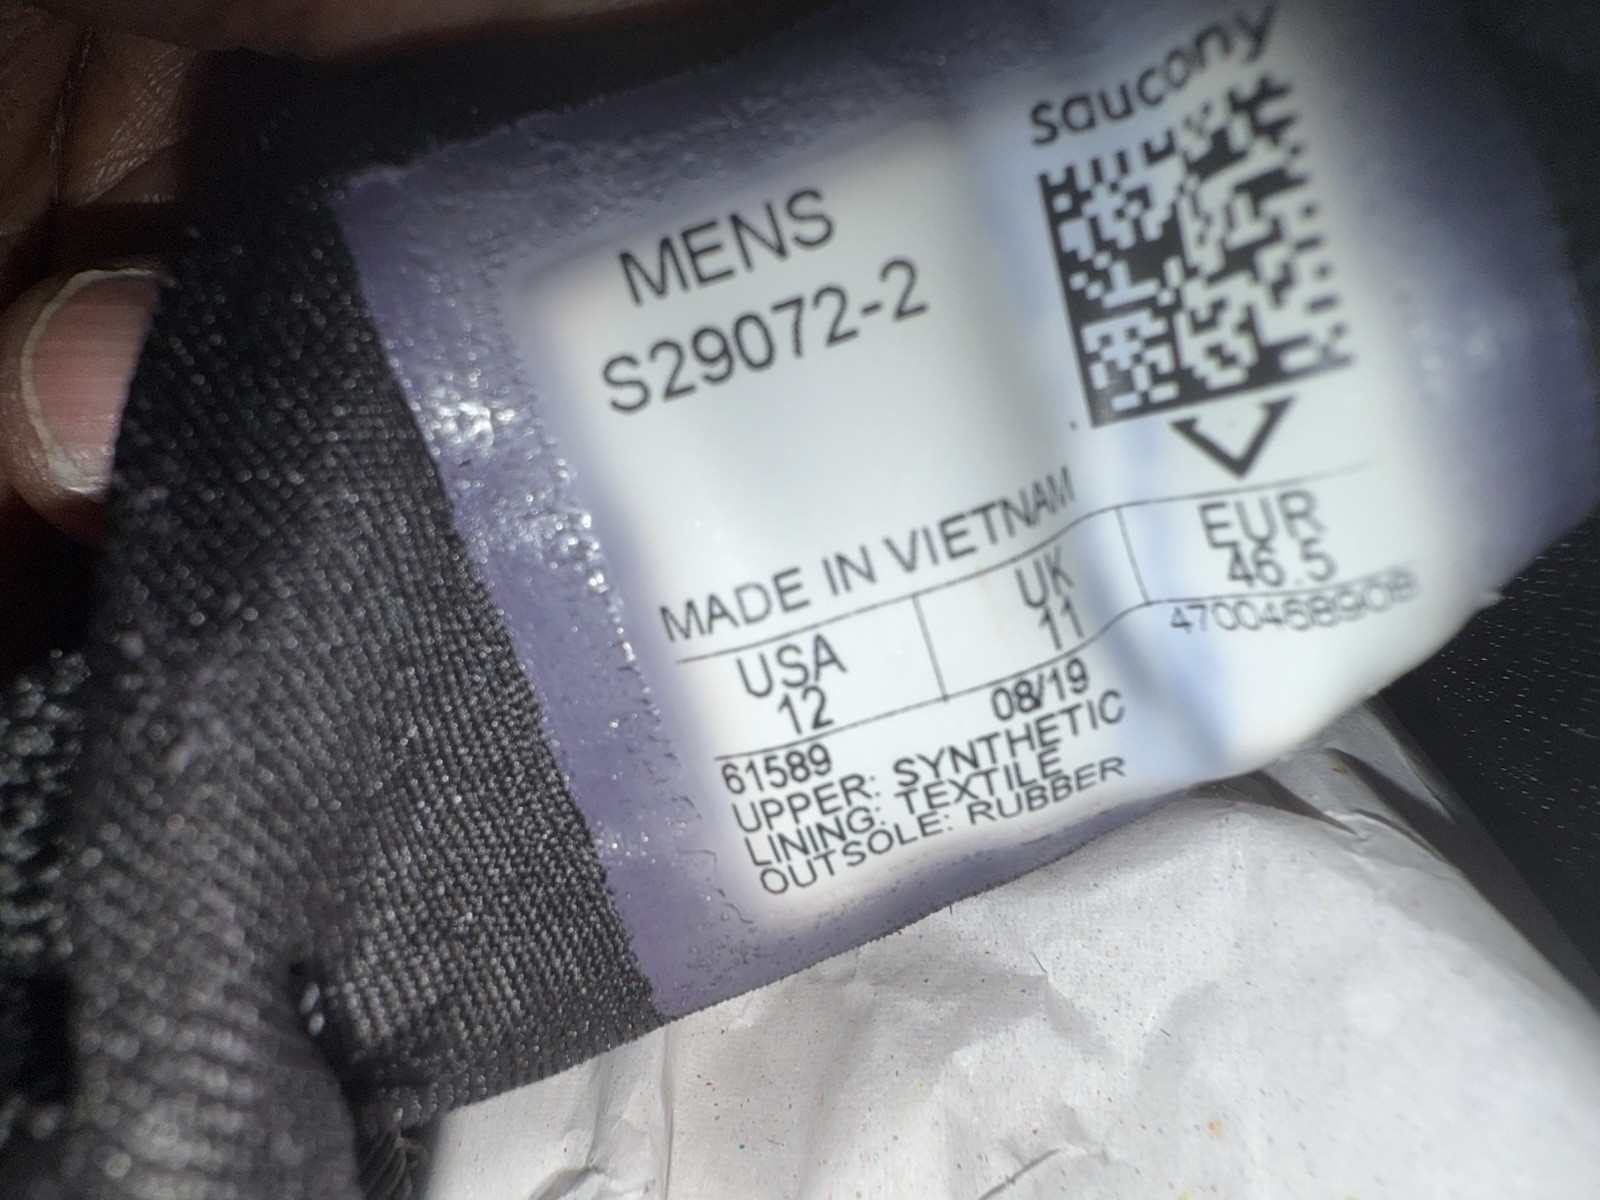 saucony
MENS
S29072-2
MADE IN VIETNAM
USA UK EUR
12 11 46.5
61589 08/19 4700468906
UPPER: SYNTHETIC
LINING: TEXTILE
OUTSOLE: RUBBER